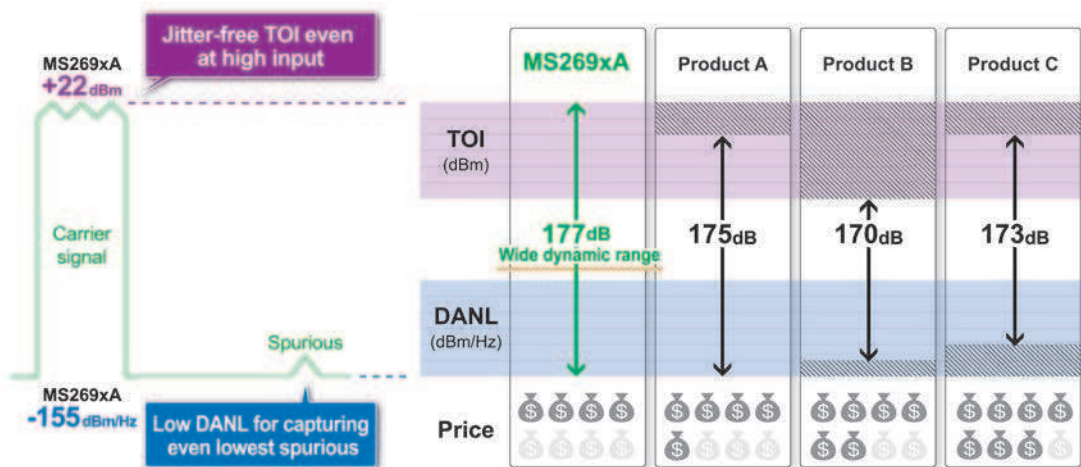 Jitter-free TOI even
at high input
MS269xA
+22dBm
Carrier
signal
Spurious
MS269xA
-155 dBm/Hz
Low DANL for capturing
even lowest spurious
MS269xA
Product A
Product B
Product C
TOI
(dBm)
177dB
Wide dynamic range
175dB
170dB
173dB
DANL
(dBm/Hz)
Price
$ $ $ $ $ $ $ $ $ $ $ $ $ $ $ $
$ $ $ $ $ $ $ $ $ $ $ $ $ $ $ $